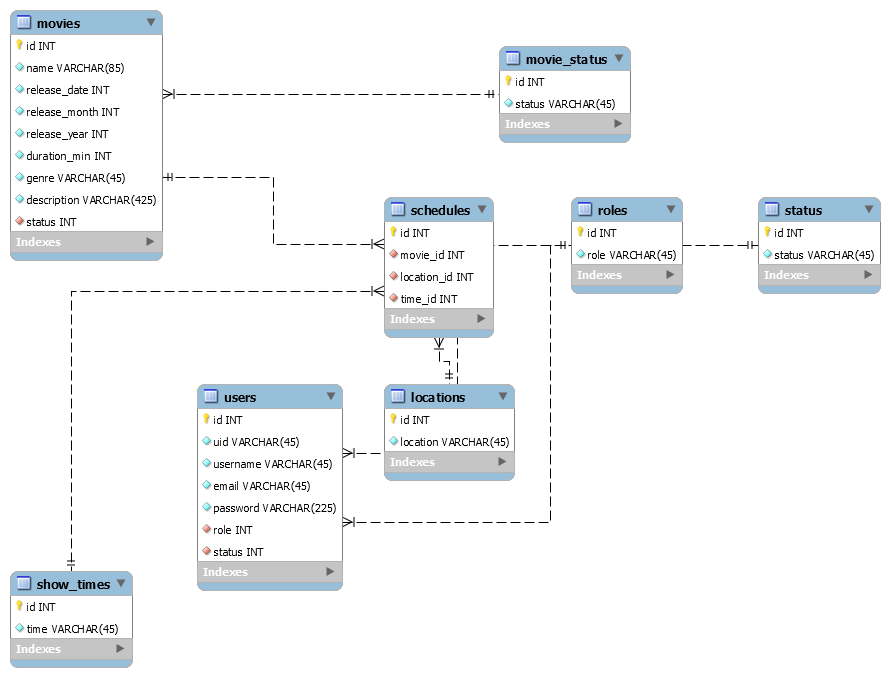 movies
id INT
name VARCHAR(85)
release_date INT
release_month INT
release_year INT
duration_min INT
genre VARCHAR(45)
description VARCHAR(425)
status INT
Indexes
movie_status
id INT
status VARCHAR(45)
Indexes
schedules
id INT
movie_id INT
location_id INT
time_id INT
Indexes
roles
id INT
role VARCHAR(45)
Indexes
status
id INT
status VARCHAR(45)
Indexes
users
id INT
uid VARCHAR(45)
username VARCHAR(45)
email VARCHAR(45)
password VARCHAR(225)
role INT
status INT
Indexes
locations
id INT
location VARCHAR(45)
Indexes
show_times
id INT
time VARCHAR(45)
Indexes